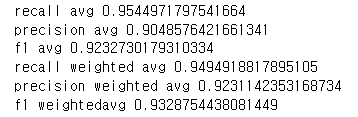 recall avg 0.9544971797541664
precision avg 0.9048576421661341
f1 avg 0.9232730179310334
recall weighted avg 0.9494918817895105
precision weighted avg 0.9231142353168734
f1 weightedavg 0.9328754438081449